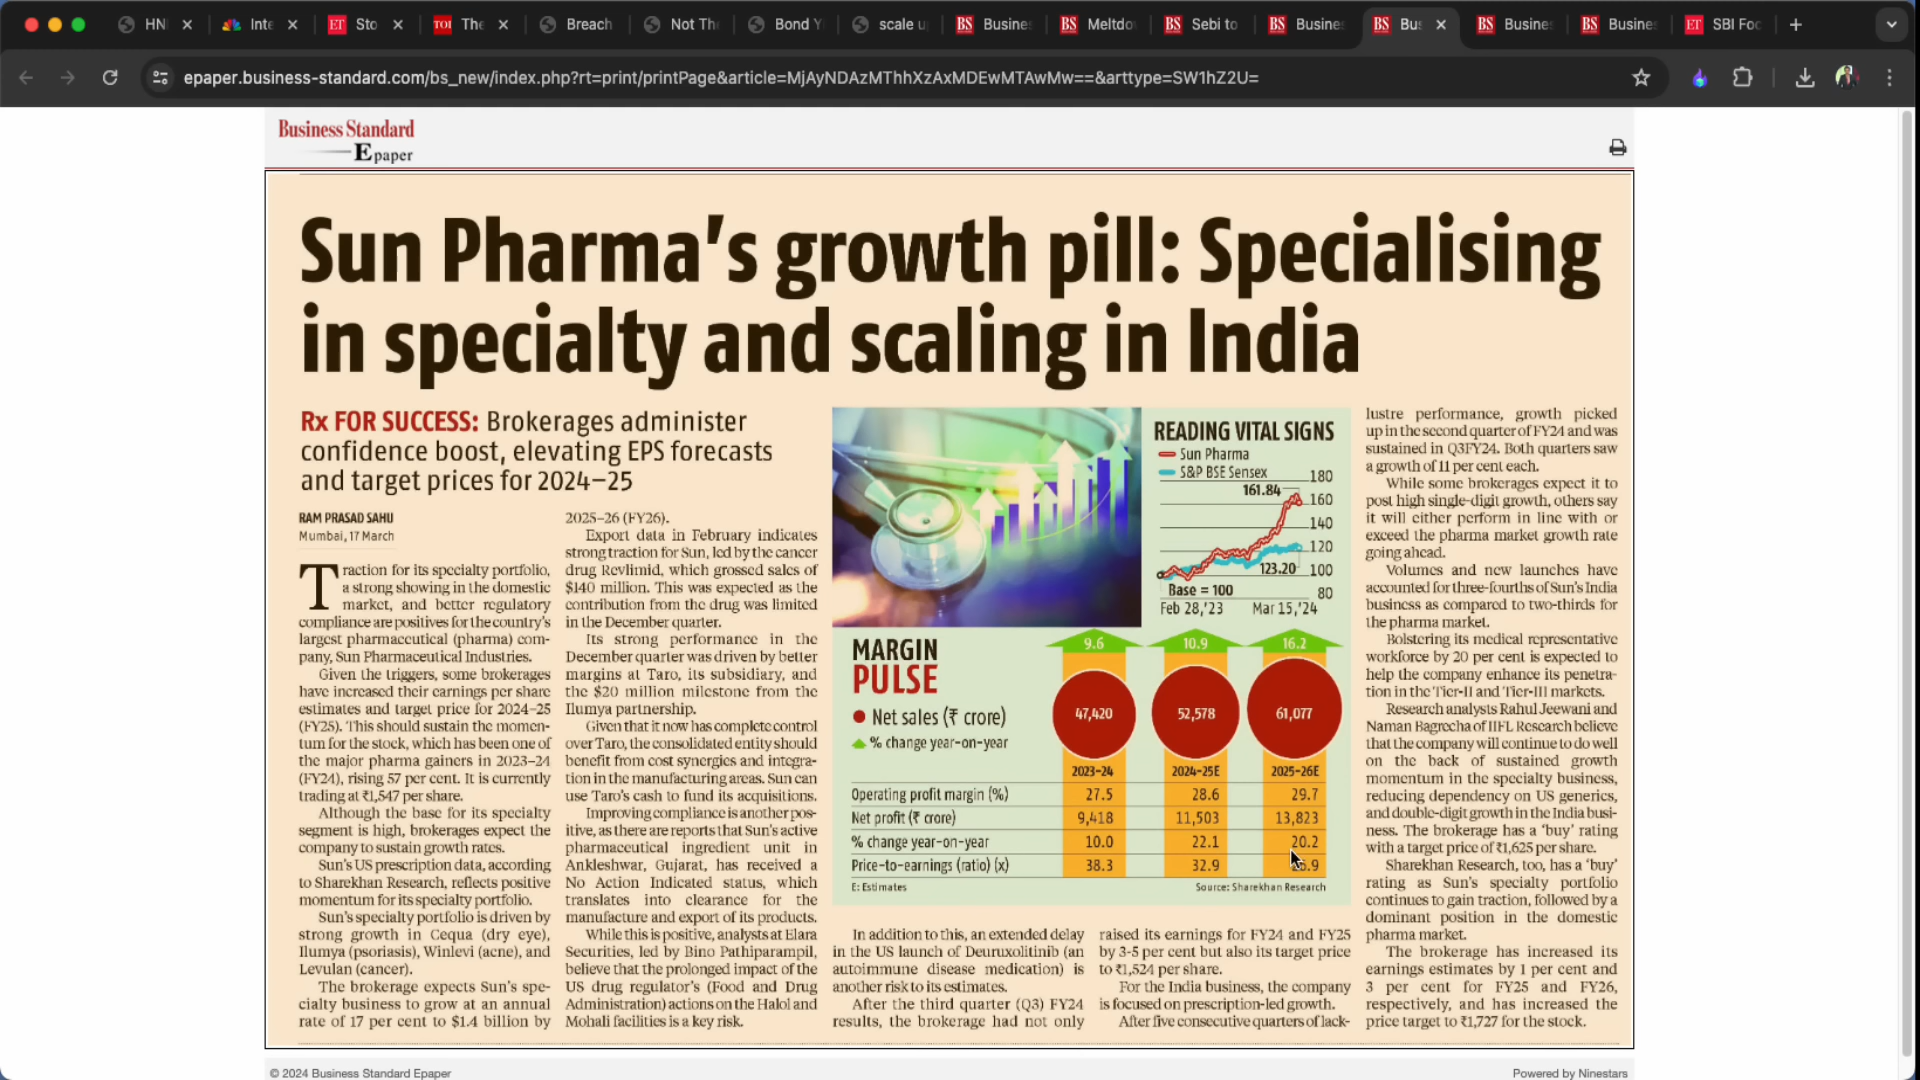 HN
Inte
Sto
The
Breach
Not Th
Bond Y
scale u
Busine
Meltdo
Sebi to
Busine
Bus
Busine
Busine
SBI Foc
epaper.business-standard.com/bs_new/index.php?rt=print/printPage&article=MjAyNDAzMThhXzAxMDEwMTAwMw==&arttype=SW1hZ2U=
Business Standard
Epaper
Sun Pharma's growth pill: Specialising
in specialty and scaling in India
Rx FOR SUCCESS: Brokerages administer
confidence boost, elevating EPS forecasts
and target prices for 2024-25
RAM PRASAD SAHU
Mumbai, 17 March
Traction for its specialty portfolio,
a strong showing in the domestic
market, and better regulatory
compliance are positives for the country's
largest pharmaceutical (pharma) com-
pany, Sun Pharmaceutical Industries.
Given the triggers, some brokerages
have increased their earnings per share
estimates and target price for 2024-25
(FY25). This should sustain the momen-
tum for the stock, which has been one of
the major pharma gainers in 2023-24
(FY24), rising 57 per cent. It is currently
trading at ₹1,547 per share.
Although the base for its specialty
segment is high, brokerages expect the
company to sustain growth rates.
Sun's US prescription data, according
to Sharekhan Research, reflects positive
momentum for its specialty portfolio.
Sun's specialty portfolio is driven by
strong growth in Cequa (dry eye),
Ilumya (psoriasis), Winlevi (acne), and
Levulan (cancer).
The brokerage expects Sun's spe-
cialty business to grow at an annual
rate of 17 per cent to $1.4 billion by
2025-26 (FY26).
Export data in February indicates
strong traction for Sun, led by the cancer
drug Revlimid, which grossed sales of
$140 million. This was expected as the
contribution from the drug was limited
in the December quarter.
Its strong performance in the
December quarter was driven by better
margins at Taro, its subsidiary, and
the $20 million milestone from the
Ilumya partnership.
Given that it now has complete control
over Taro, the consolidated entity should
benefit from cost synergies and integra-
tion in the manufacturing areas. Sun can
use Taro's cash to fund its acquisitions.
Improving compliance is another pos-
itive, as there are reports that Sun's active
pharmaceutical ingredient unit in
Ankleshwar, Gujarat, has received a
No Action Indicated status, which
translates into clearance for the
manufacture and export of its products.
While this is positive, analysts at Elara
Securities, led by Bino Pathiparampil,
believe that the prolonged impact of the
US drug regulator's (Food and Drug
Administration) actions on the Halol and
Mohali facilities is a key risk.
READING VITAL SIGNS
Sun Pharma
S&P BSE Sensex
180
161.84
160
140
120
123.20
100
Base = 100
80
Feb 28,'23 Mar 15,'24
MARGIN
PULSE
Net sales (₹ crore)
% change year-on-year
9.6 10.9 16.2
47,420 52,578 61,077
2023-24 2024-25E 2025-26E
Operating profit margin (%) 27.5 28.6 29.7
Net profit (₹ crore) 9,418 11,503 13,823
% change year-on-year 10.0 22.1 20.2
Price-to-earnings (ratio) (x) 38.3 32.9 .9
E: Estimates Source: Sharekhan Research
In addition to this, an extended delay
in the US launch of Deuruxolitinib (an
autoimmune disease medication) is
another risk to its estimates.
After the third quarter (Q3) FY24
results, the brokerage had not only
raised its earnings for FY24 and FY25
by 3-5 per cent but also its target price
to ₹1,524 per share.
For the India business, the company
is focused on prescription-led growth.
After five consecutive quarters of lack-
lustre performance, growth picked
up in the second quarter of FY24 and was
sustained in Q3FY24. Both quarters saw
a growth of 11 per cent each.
While some brokerages expect it to
post high single-digit growth, others say
it will either perform in line with or
exceed the pharma market growth rate
going ahead.
Volumes and new launches have
accounted for three-fourths of Sun's India
business as compared to two-thirds for
the pharma market.
Bolstering its medical representative
workforce by 20 per cent is expected to
help the company enhance its penetra-
tion in the Tier-II and Tier-III markets.
Research analysts Rahul Jeewani and
Naman Bagrecha of IIFL Research believe
that the company will continue to do well
on the back of sustained growth
momentum in the specialty business,
reducing dependency on US generics,
and double-digit growth in the India busi-
ness. The brokerage has a 'buy' rating
with a target price of ₹1,625 per share.
Sharekhan Research, too, has a 'buy'
rating as Sun's specialty portfolio
continues to gain traction, followed by a
dominant position in the domestic
pharma market.
The brokerage has increased its
earnings estimates by 1 per cent and
3 per cent for FY25 and FY26,
respectively, and has increased the
price target to ₹1,727 for the stock.
© 2024 Business Standard Epaper
Powered by Ninestars